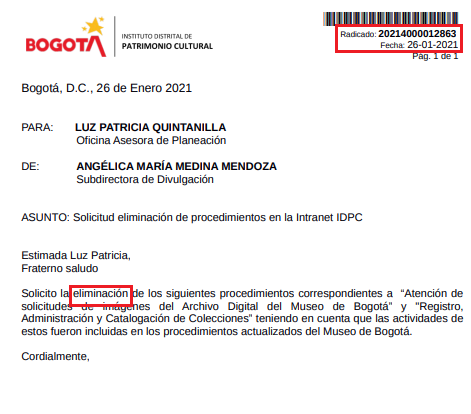 BOGOTÁ
INSTITUTO DISTRITAL DE
PATRIMONIO CULTURAL
Radicado: 20214000012863
Fecha: 26-01-2021
Pág. 1 de 1
Bogotá, D.C., 26 de Enero 2021
PARA: LUZ PATRICIA QUINTANILLA
Oficina Asesora de Planeación
DE: ANGÉLICA MARÍA MEDINA MENDOZA
Subdirectora de Divulgación
ASUNTO: Solicitud eliminación de procedimientos en la Intranet IDPC
Estimada Luz Patricia,
Fraterno saludo
Solicito la eliminación de los siguientes procedimientos correspondientes a “Atención de
solicitudes de imágenes del Archivo Digital del Museo de Bogotá” y "Registro,
Administración y Catalogación de Colecciones” teniendo en cuenta que las actividades de
estos fueron incluidas en los procedimientos actualizados del Museo de Bogotá.
Cordialmente,